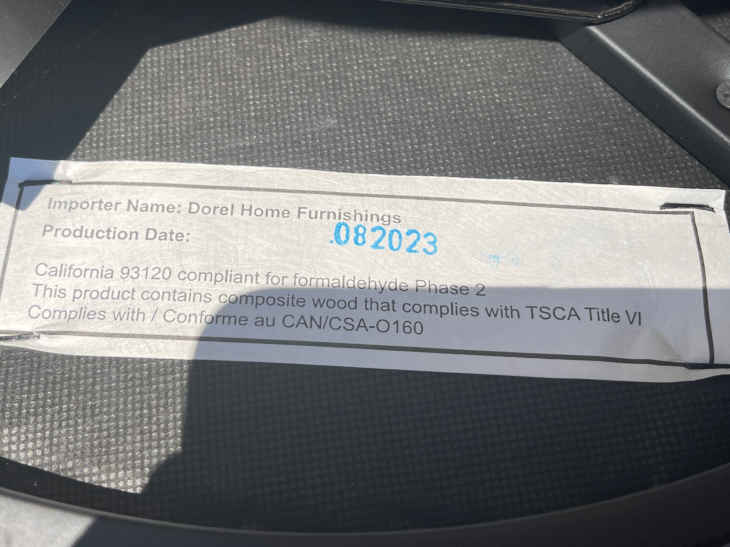 Importer Name: Dorel Home Furnishings
Production Date: .082023
California 93120 compliant for formaldehyde Phase 2
This product contains composite wood that complies with TSCA Title VI
Complies with / Conforme au CAN/CSA-O160